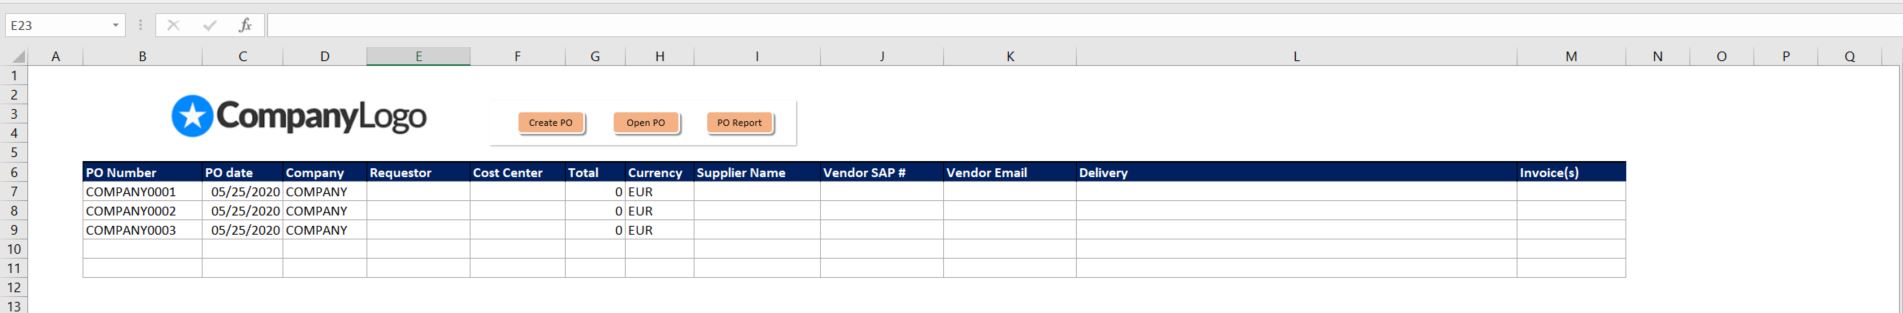 E23 fx
A B C D E F G H I J K L M N O P Q
1
2
3 CompanyLogo Create PO Open PO PO Report
4
5
6 PO Number PO date Company Requestor Cost Center Total Currency Supplier Name Vendor SAP # Vendor Email Delivery Invoice(s)
7 COMPANY0001 05/25/2020 COMPANY 0 EUR
8 COMPANY0002 05/25/2020 COMPANY 0 EUR
9 COMPANY0003 05/25/2020 COMPANY 0 EUR
10
11
12
13